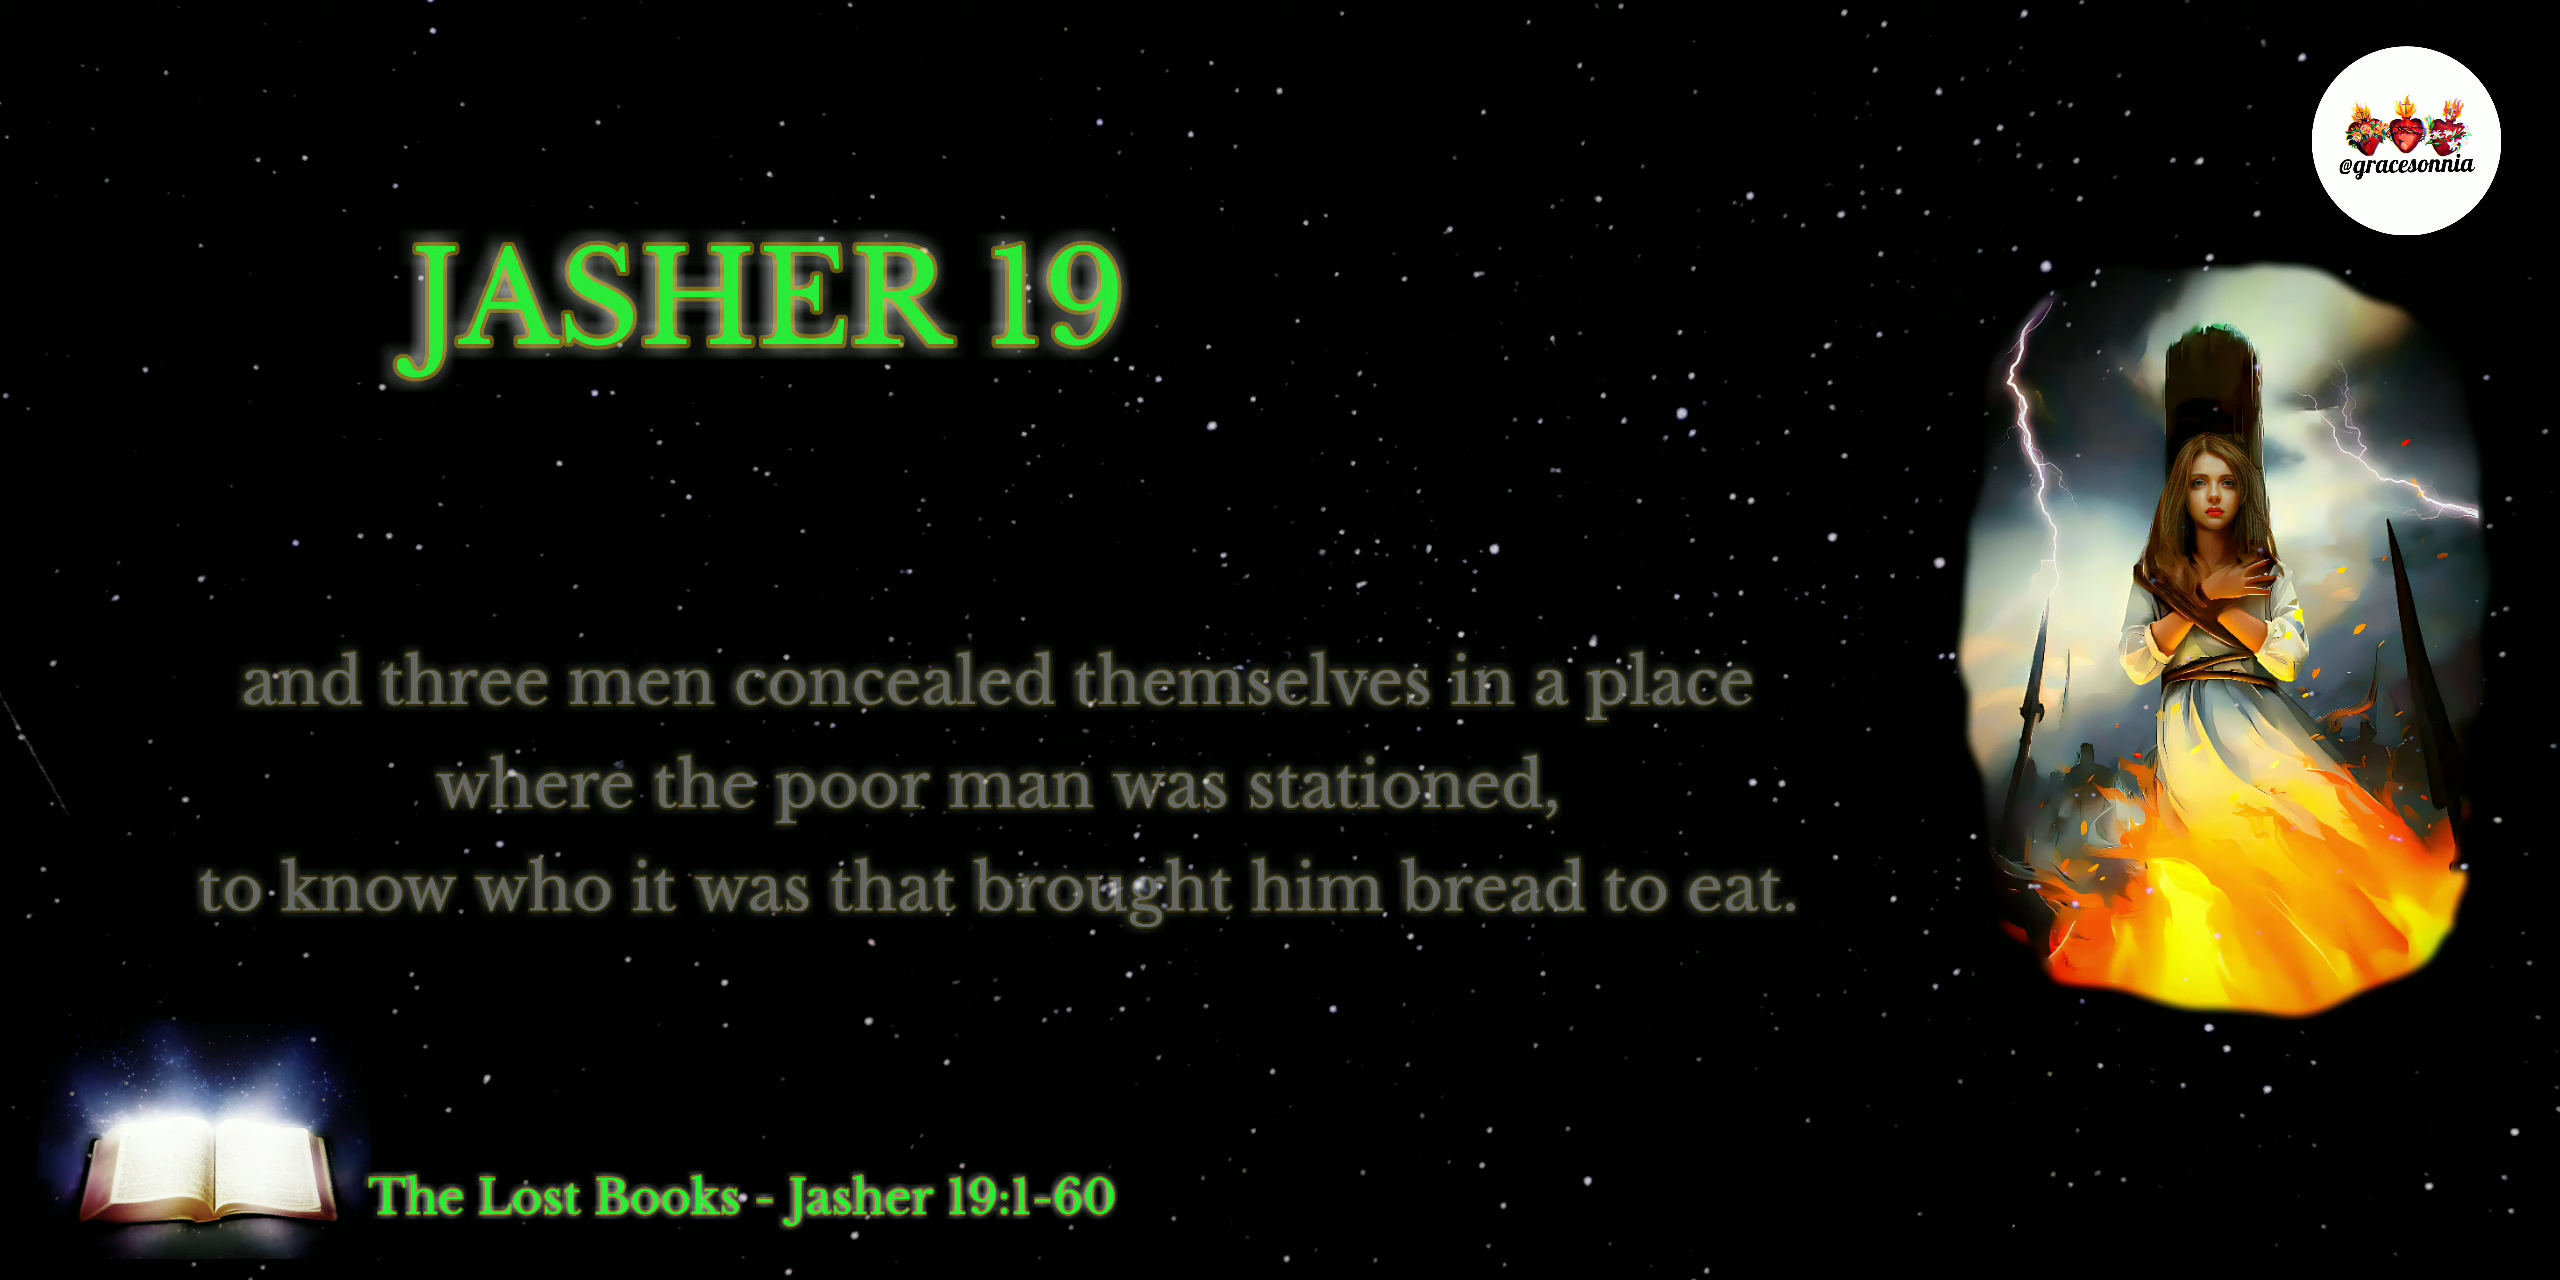 @gracesonnia
JASHER 19
and three men concealed themselves in a place
where the poor man was stationed,
to know who it was that brought him bread to eat.
The Lost Books - Jasher 19:1-60